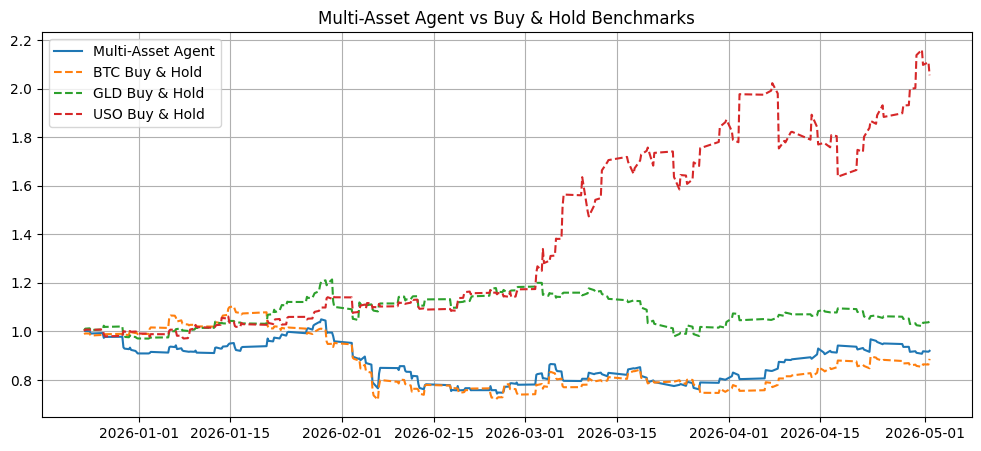 Multi-Asset Agent vs Buy & Hold Benchmarks
Multi-Asset Agent
BTC Buy & Hold
GLD Buy & Hold
USO Buy & Hold
2.2
2.0
1.8
1.6
1.4
1.2
1.0
0.8
2026-01-01 2026-01-15 2026-02-01 2026-02-15 2026-03-01 2026-03-15 2026-04-01 2026-04-15 2026-05-01